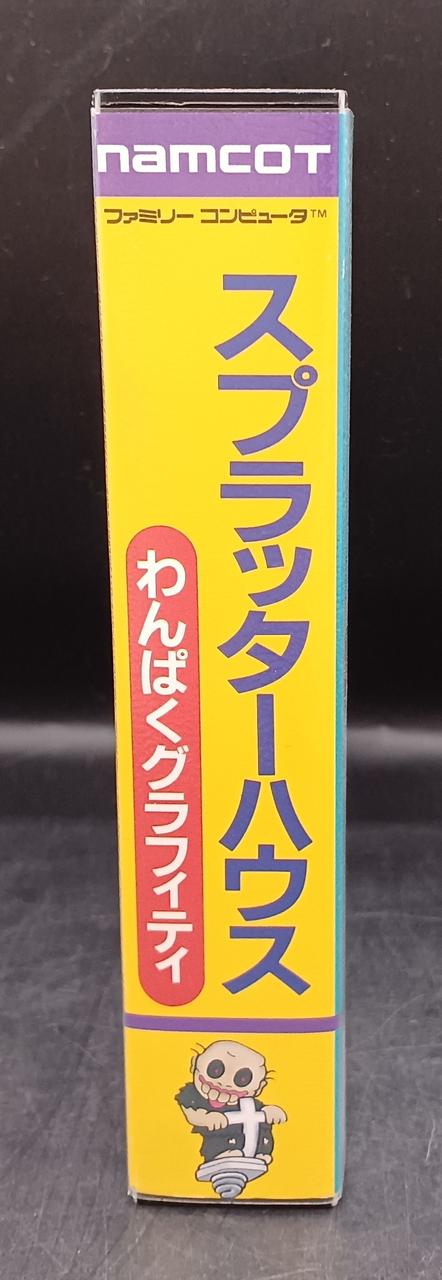 namcot
ファミリー コンピュータ™
スプラッターハウス
わんぱくグラフィティ